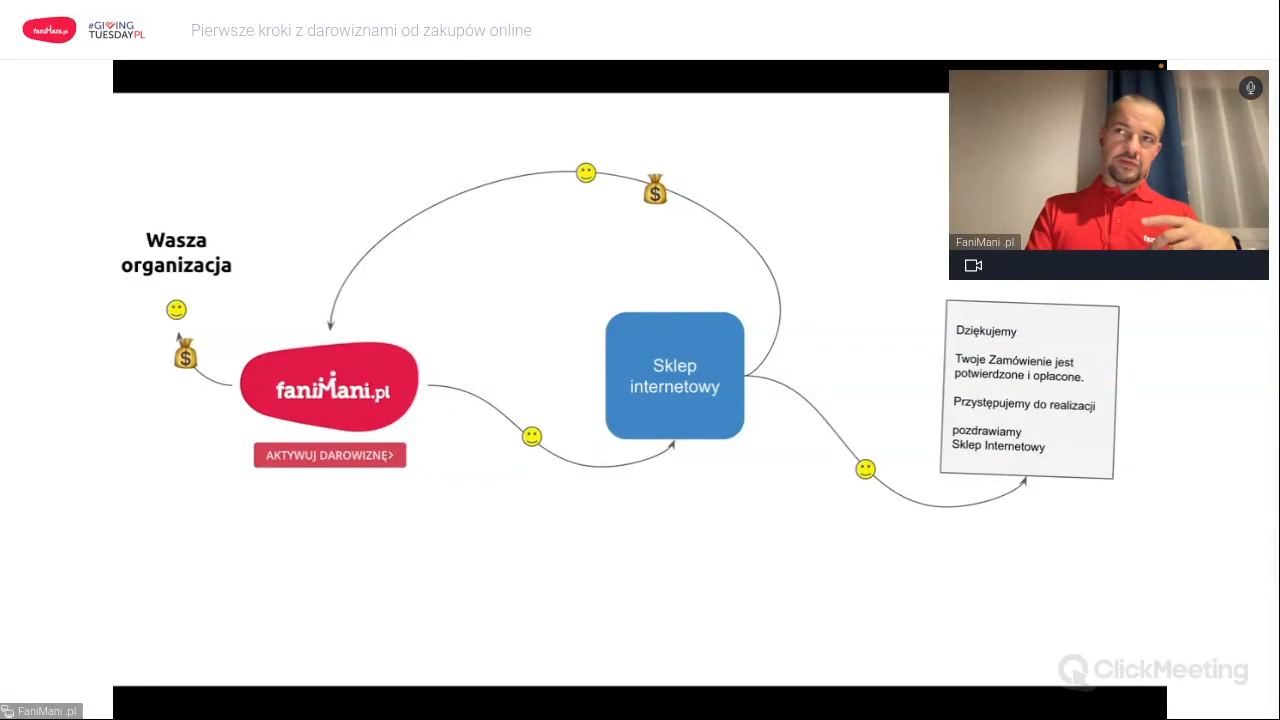 faniMani.pl
#GIVING
TUESDAYPL
Pierwsze kroki z darowiznami od zakupów online
FaniMani .pl
Wasza
organizacja
faniMani.pl
AKTYWUJ DAROWIZNĘ>
Sklep
internetowy
Dziękujemy
Twoje Zamówienie jest
potwierdzone i opłacone.
Przystępujemy do realizacji
pozdrawiamy
Sklep Internetowy
ClickMeeting
FaniMani .pl